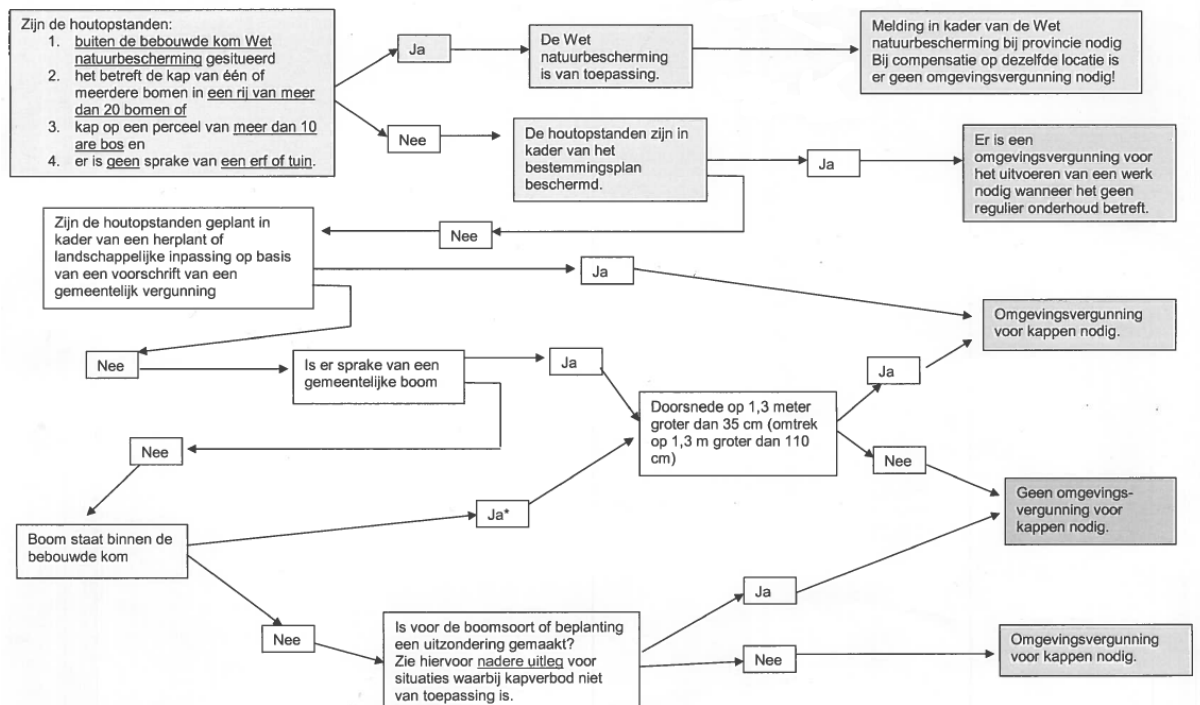 Zijn de houtopstanden:
1. buiten de bebouwde kom Wet
natuurbescherming gesitueerd
2. het betreft de kap van één of
meerdere bomen in een rij van meer
dan 20 bomen of
3. kap op een perceel van meer dan 10
are bos en
4. er is geen sprake van een erf of tuin.
Ja
De Wet
natuurbescherming
is van toepassing.
Melding in kader van de Wet
natuurbescherming bij provincie nodig
Bij compensatie op dezelfde locatie is
er geen omgevingsvergunning nodig!
Nee
De houtopstanden zijn in
kader van het
bestemmingsplan
beschermd.
Ja
Er is een
omgevingsvergunning voor
het uitvoeren van een werk
nodig wanneer het geen
regulier onderhoud betreft.
Nee
Zijn de houtopstanden geplant in
kader van een herplant of
landschappelijke inpassing op basis
van een voorschrift van een
gemeentelijk vergunning
Ja
Omgevingsvergunning
voor kappen nodig.
Nee
Is er sprake van een
gemeentelijke boom
Ja
Doorsnede op 1,3 meter
groter dan 35 cm (omtrek
op 1,3 m groter dan 110
cm)
Ja
Nee
Nee
Geen omgevings-
vergunning voor
kappen nodig.
Boom staat binnen de
bebouwde kom
Ja*
Nee
Is voor de boomsoort of beplanting
een uitzondering gemaakt?
Zie hiervoor nadere uitleg voor
situaties waarbij kapverbod niet
van toepassing is.
Ja
Nee
Omgevingsvergunning
voor kappen nodig.